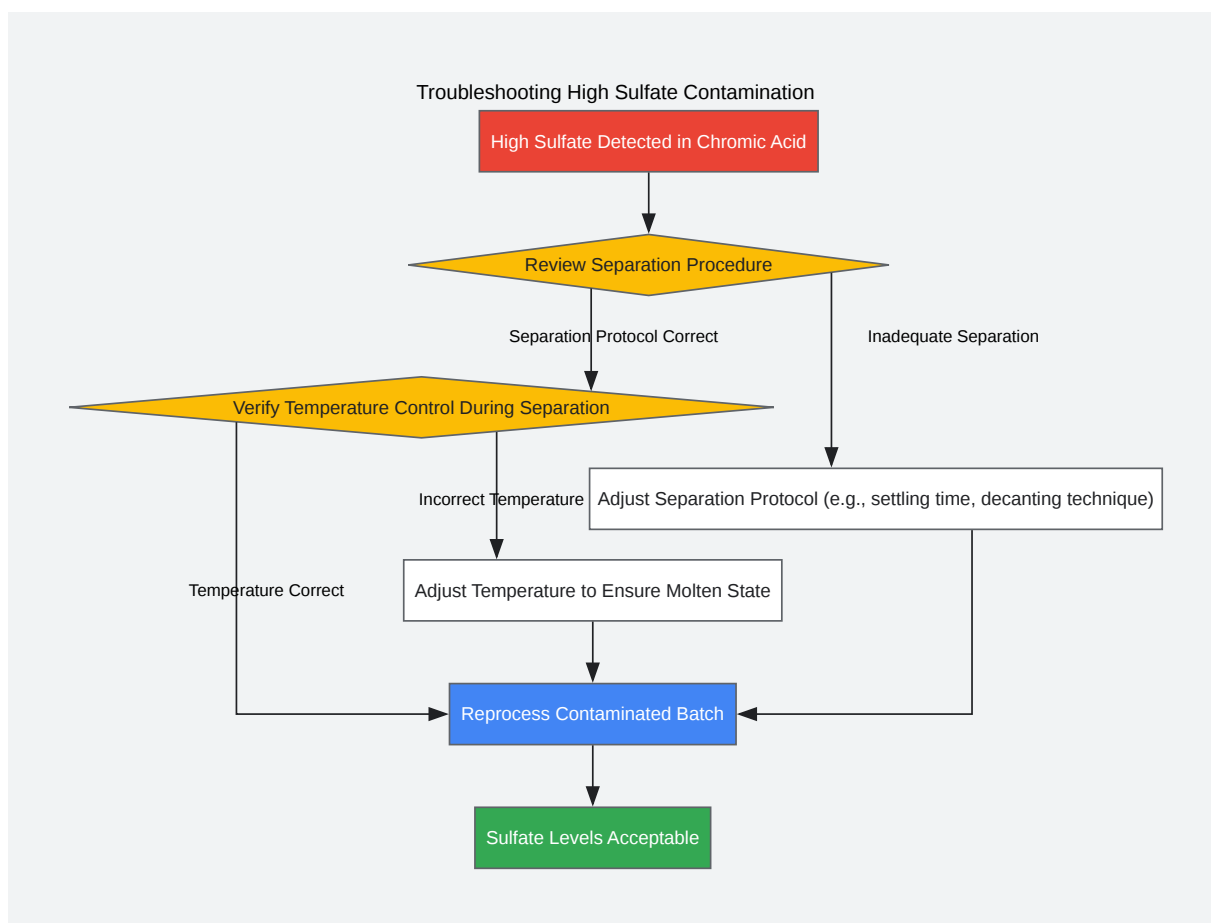 Troubleshooting High Sulfate Contamination
High Sulfate Detected in Chromic Acid
Review Separation Procedure
Separation Protocol Correct
Inadequate Separation
Verify Temperature Control During Separation
Incorrect Temperature
Adjust Separation Protocol (e.g., settling time, decanting technique)
Temperature Correct
Adjust Temperature to Ensure Molten State
Reprocess Contaminated Batch
Sulfate Levels Acceptable